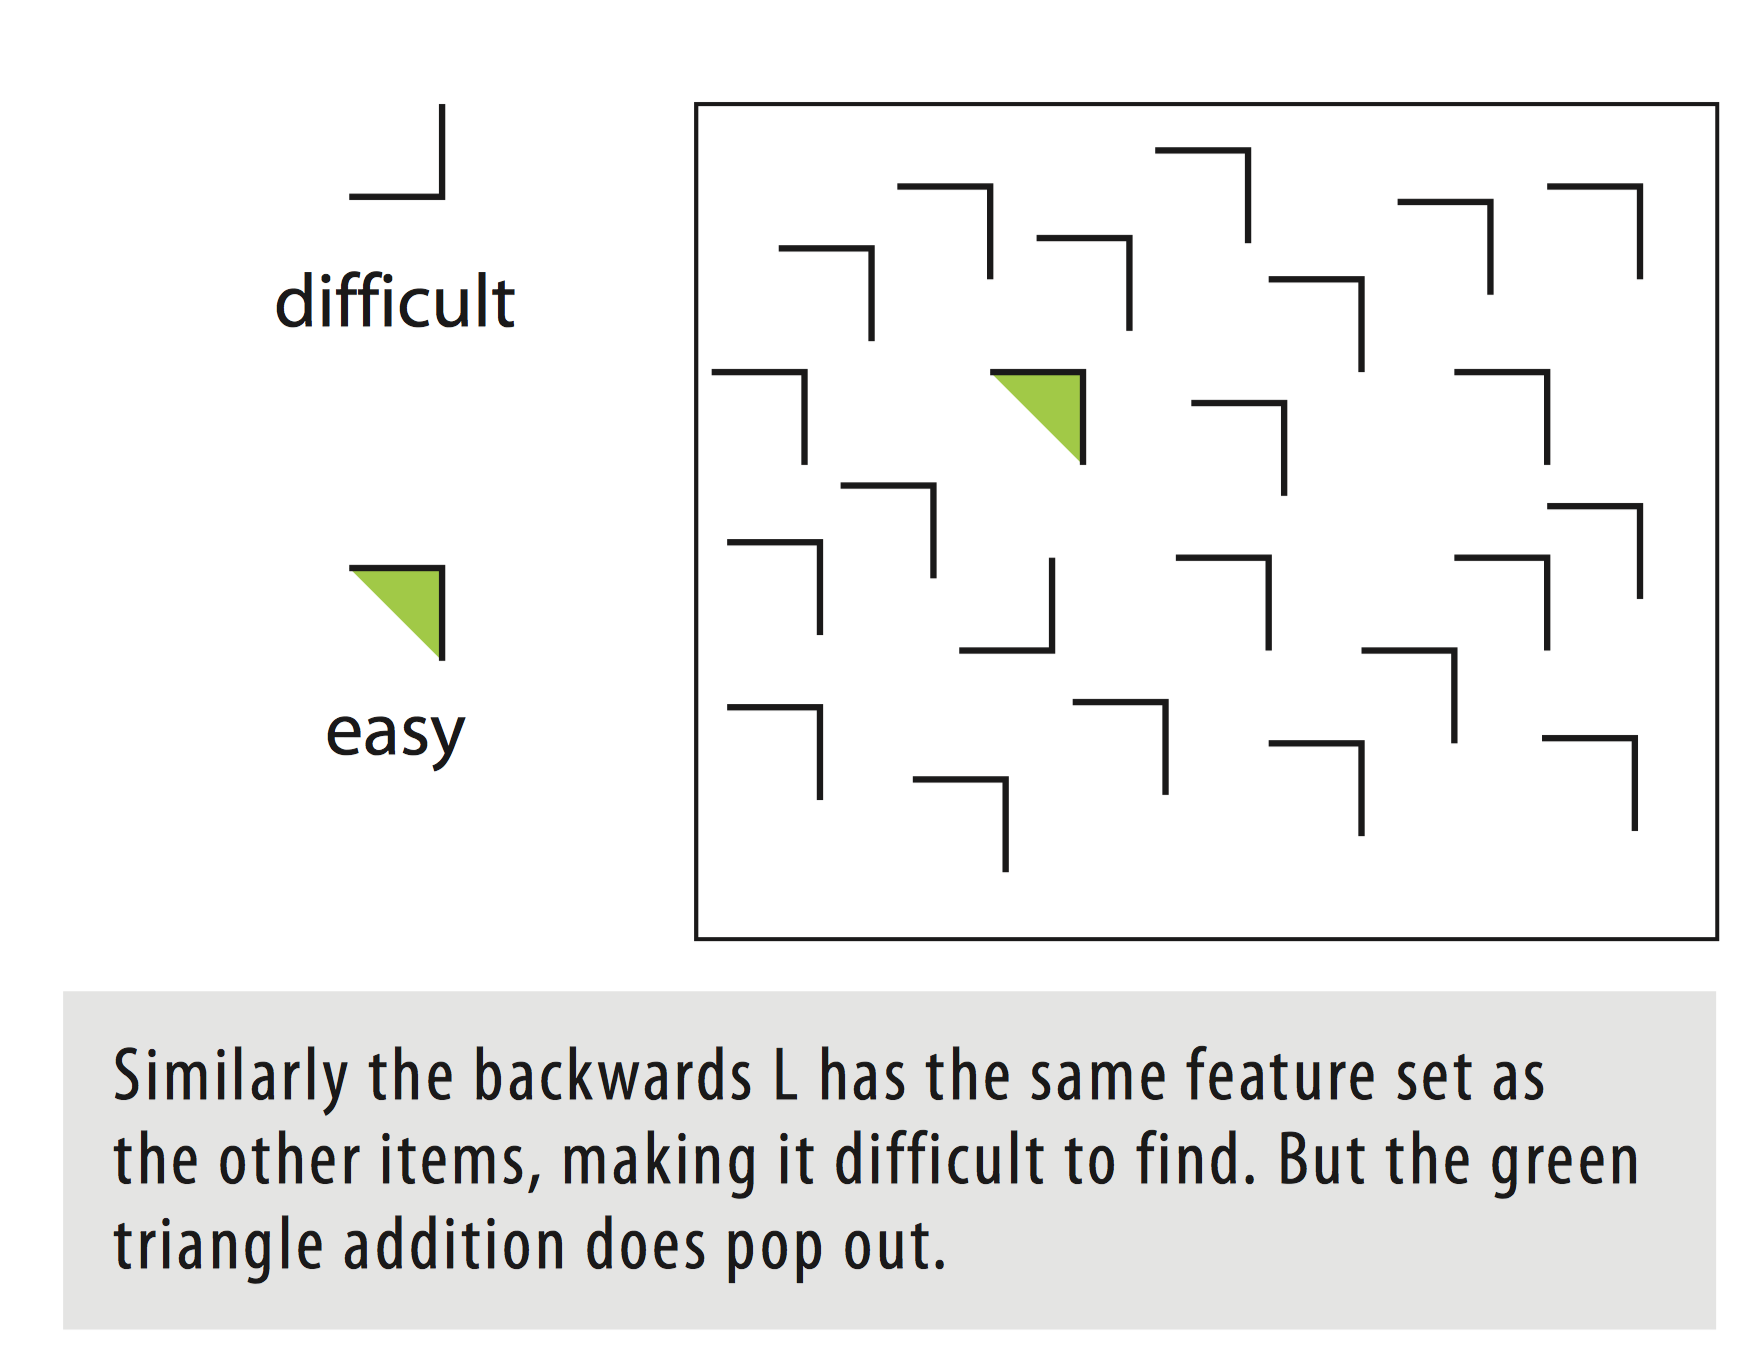 difficult
easy
Similarly the backwards L has the same feature set as
the other items, making it difficult to find. But the green
triangle addition does pop out.